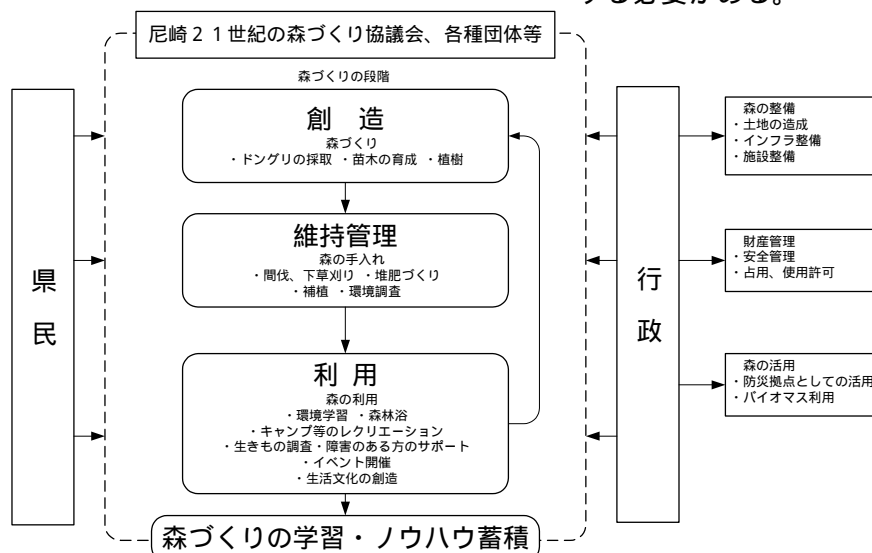 する必要がある。
尼崎２１世紀の森づくり協議会、各種団体等
森づくりの段階
県民
創　造
森づくり
・ドングリの採取 ・苗木の育成 ・植樹
維持管理
森の手入れ
・間伐、下草刈り ・堆肥づくり
・補植 ・環境調査
利 用
森の利用
・環境学習 ・森林浴
・キャンプ等のレクリエーション
・生きもの調査・障害のある方のサポート
・イベント開催
・生活文化の創造
森づくりの学習・ノウハウ蓄積
行政
森の整備
・土地の造成
・インフラ整備
・施設整備
財産管理
・安全管理
・占用、使用許可
森の活用
・防災拠点としての活用
・バイオマス利用